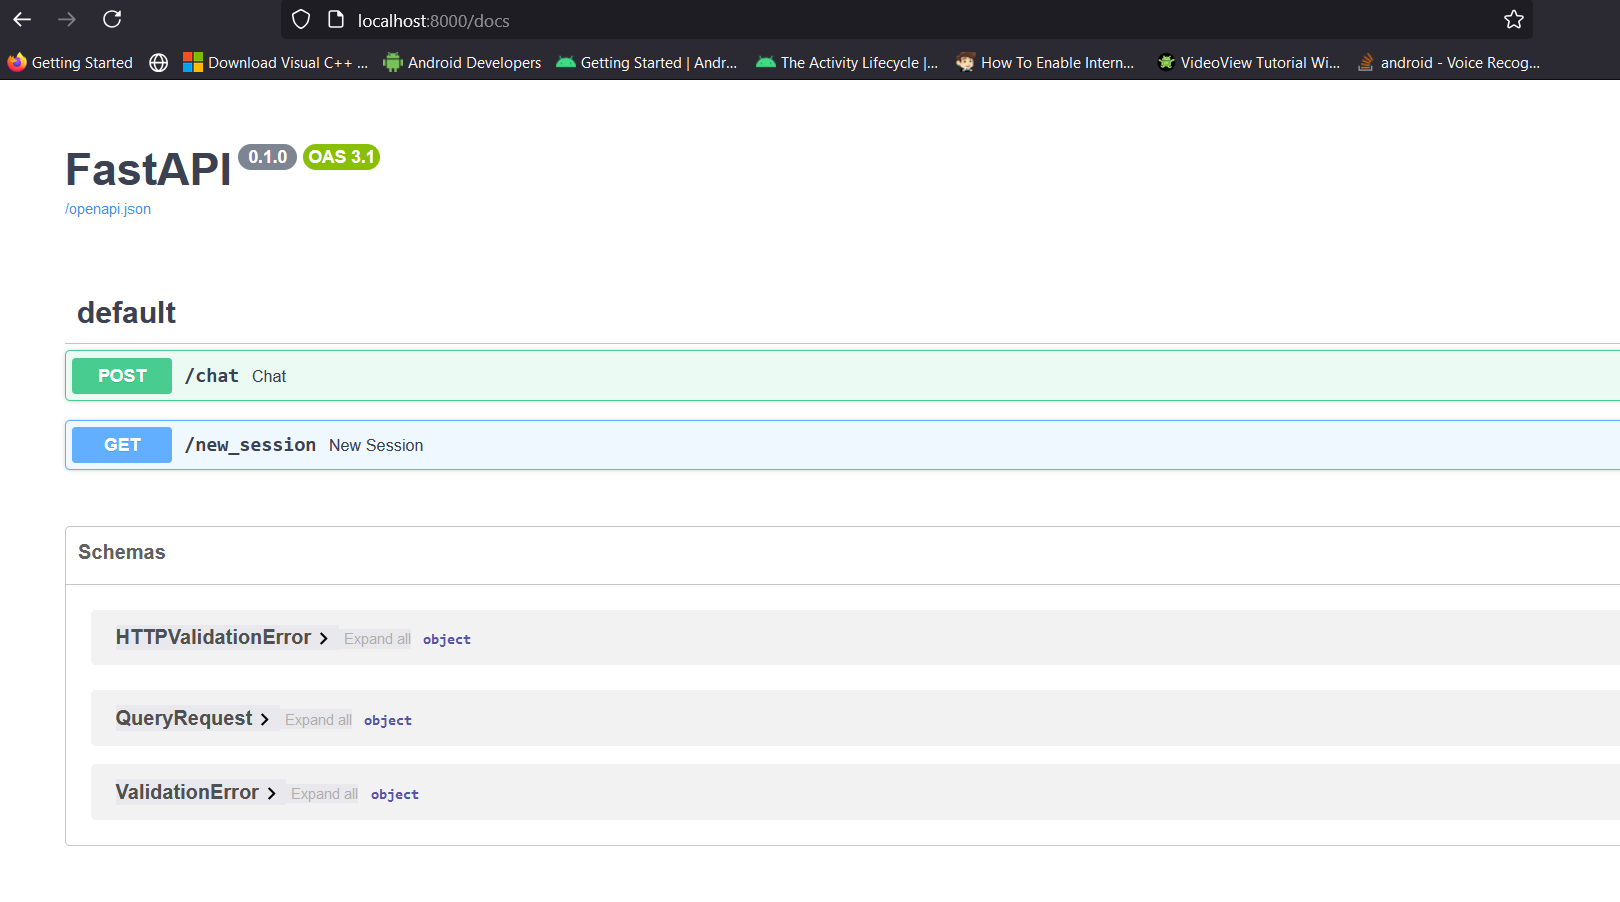 localhost:8000/docs
Getting Started Download Visual C++ ... Android Developers Getting Started | Andr... The Activity Lifecycle |... How To Enable Intern... VideoView Tutorial Wi... android - Voice Recog...
FastAPI 0.1.0 OAS 3.1
/openapi.json
default
POST /chat Chat
GET /new_session New Session
Schemas
HTTPValidationError Expand all object
QueryRequest Expand all object
ValidationError Expand all object